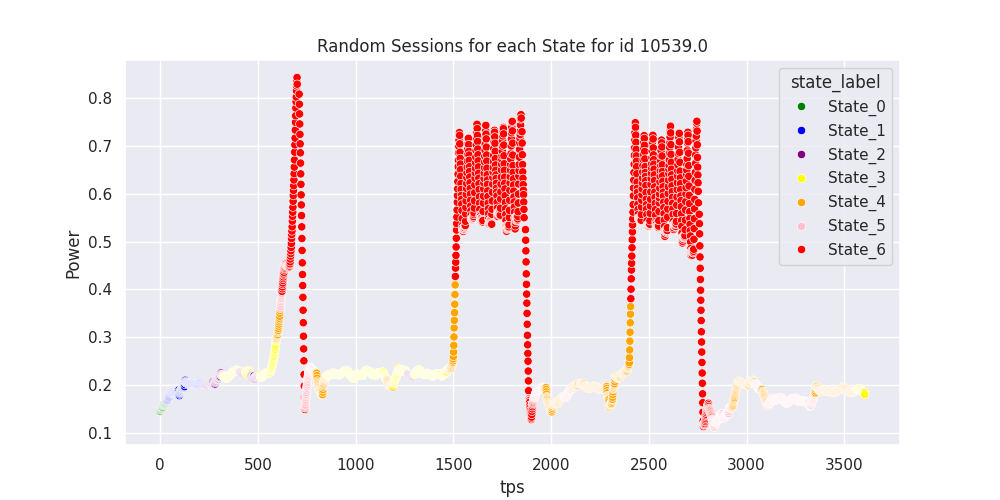 Random Sessions for each State for id 10539.0
state_label
State_0
State_1
State_2
State_3
State_4
State_5
State_6
Power
0.8
0.7
0.6
0.5
0.4
0.3
0.2
0.1
0
500
1000
1500
2000
2500
3000
3500
tps